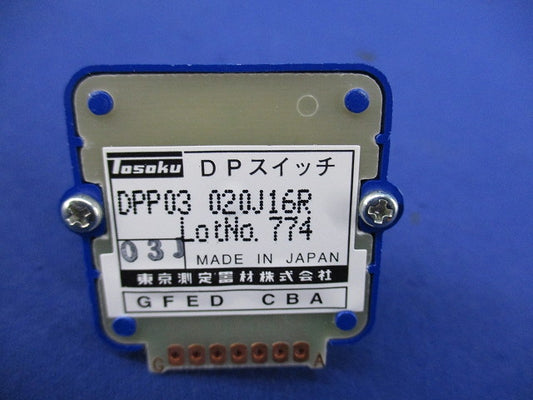 Tosoku DPスイッチ
DPP03 020J16R
LotNo. 774
03J
MADE IN JAPAN
東京測定電材株式会社
GFED CBA
G A